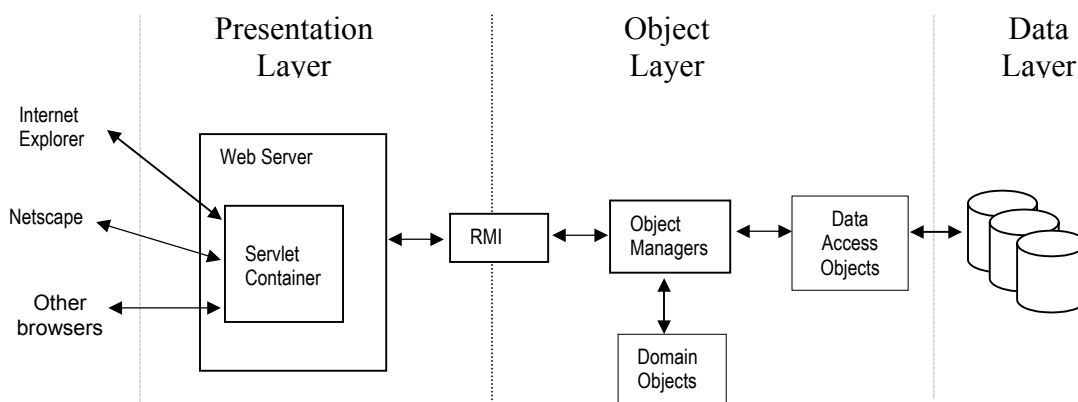 Presentation
Layer
Object
Layer
Data
Layer
Internet
Explorer
Netscape
Other
browsers
Web Server
Servlet
Container
RMI
Object
Managers
Data
Access
Objects
Domain
Objects